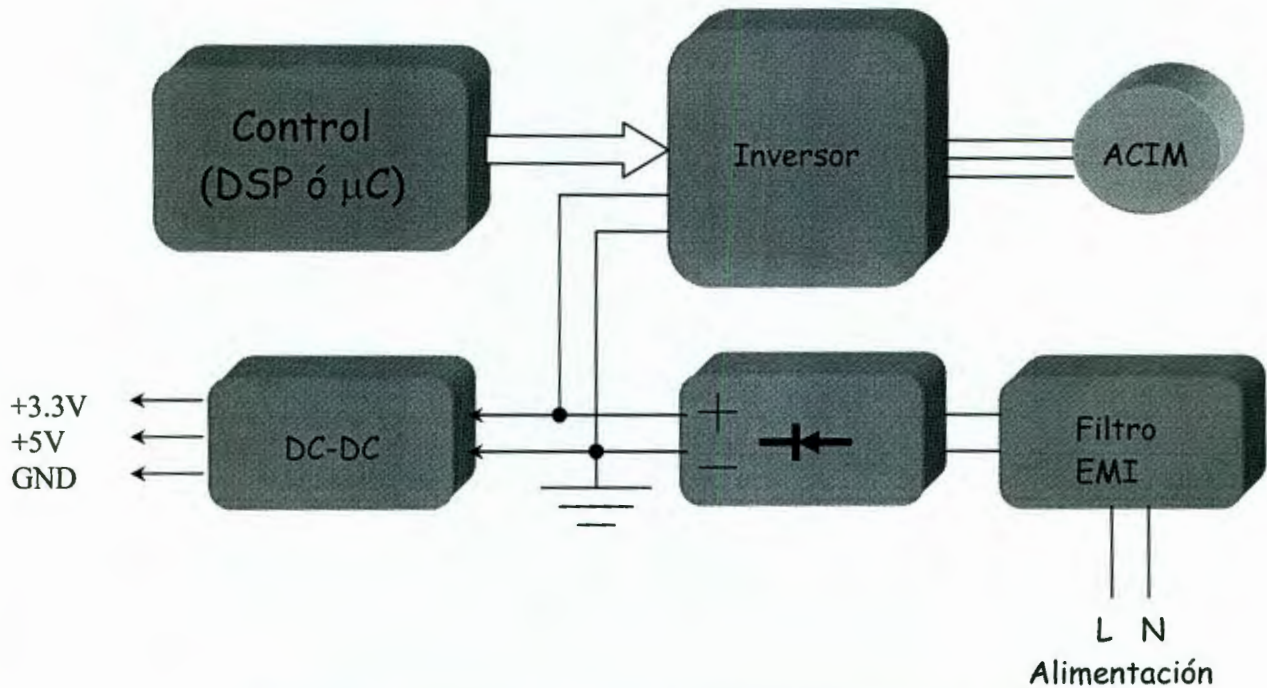 Control
(DSP ó μC)
Inversor
ACIM
+3.3V
+5V
GND
DC-DC
+
−
Filtro
EMI
L N
Alimentación